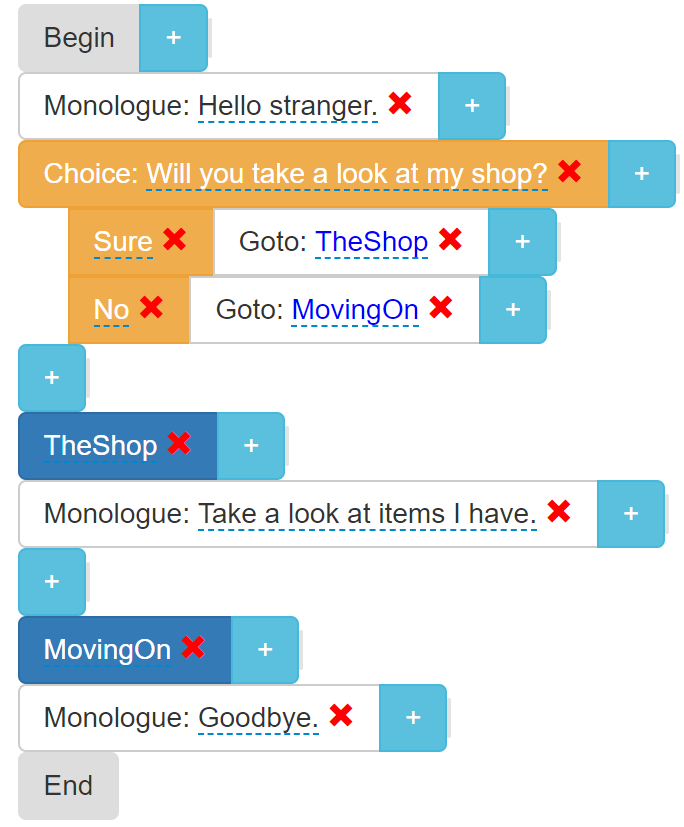 Begin +
Monologue: Hello stranger. ✖ +
Choice: Will you take a look at my shop? ✖ +
Sure ✖ Goto: TheShop ✖ +
No ✖ Goto: MovingOn ✖ +
+
TheShop ✖ +
Monologue: Take a look at items I have. ✖ +
+
MovingOn ✖ +
Monologue: Goodbye. ✖ +
End